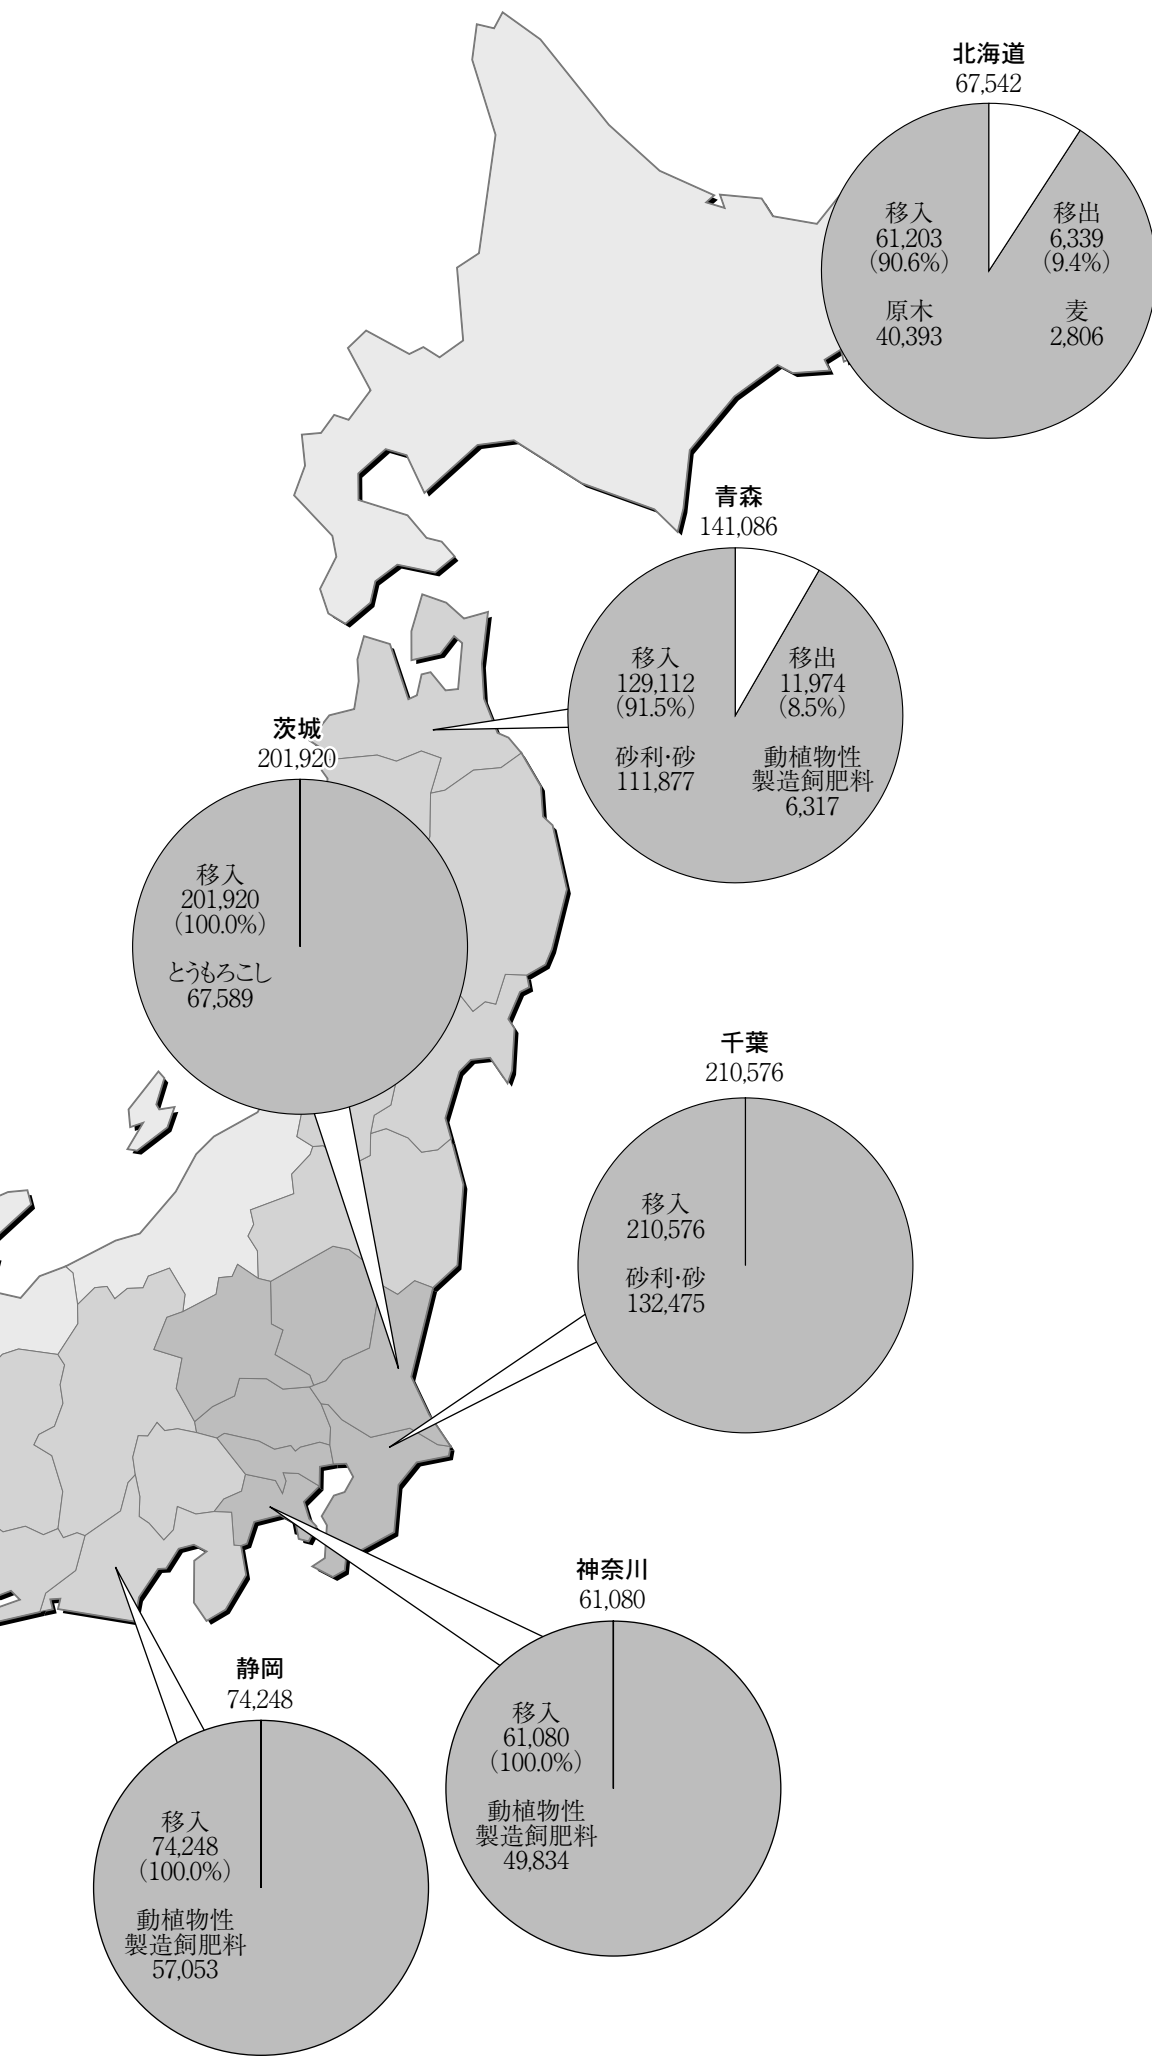 北海道
67,542
移入
61,203
(90.6%)
原木
40,393
移出
6,339
(9.4%)
麦
2,806
青森
141,086
移入
129,112
(91.5%)
砂利・砂
111,877
移出
11,974
(8.5%)
動植物性
製造飼肥料
6,317
茨城
201,920
移入
201,920
(100.0%)
とうもろこし
67,589
千葉
210,576
移入
210,576
砂利・砂
132,475
神奈川
61,080
移入
61,080
(100.0%)
動植物性
製造飼肥料
49,834
静岡
74,248
移入
74,248
(100.0%)
動植物性
製造飼肥料
57,053